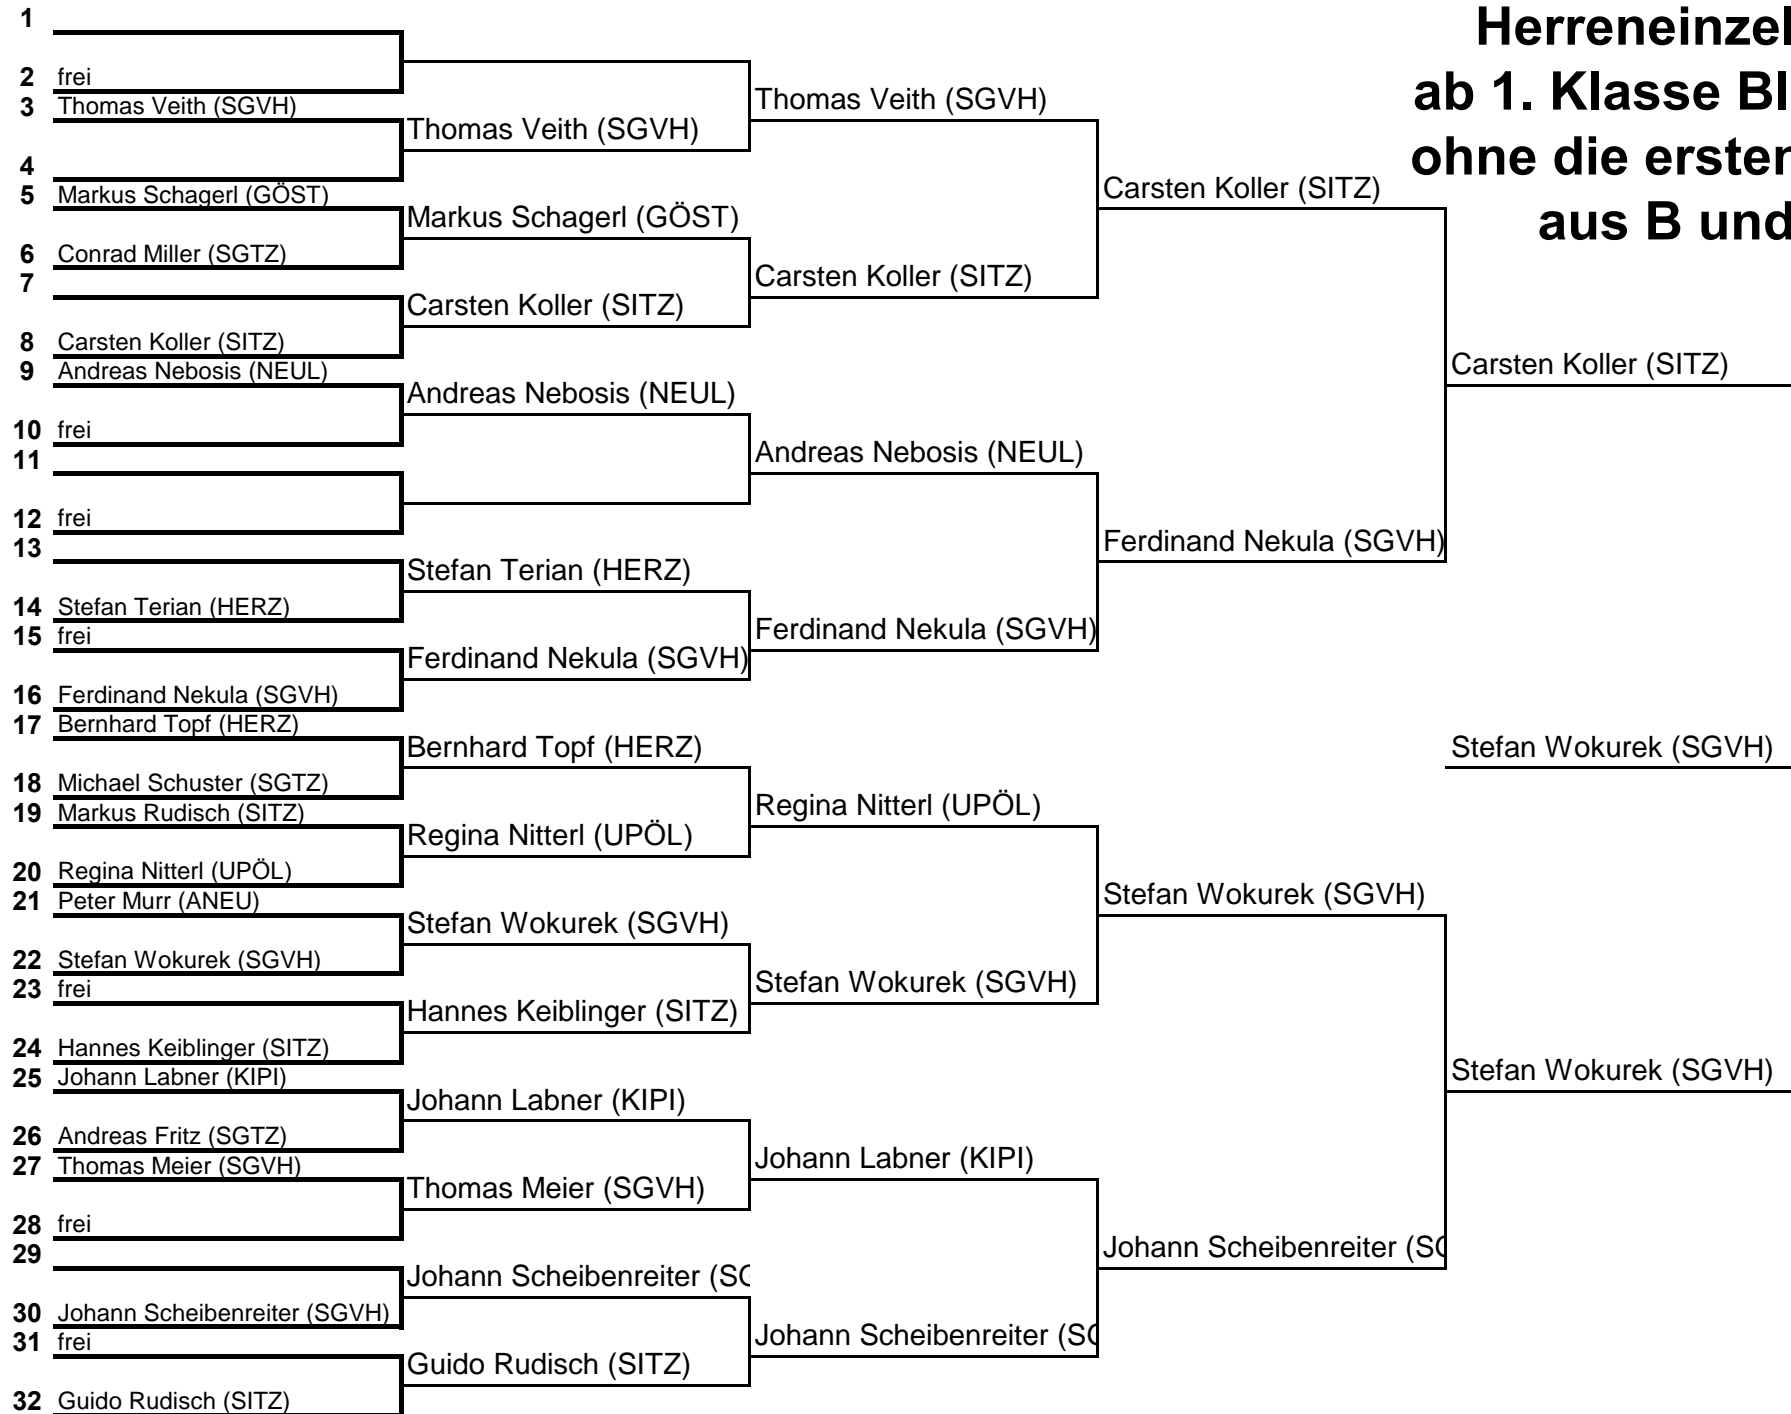 Herreneinzel
ab 1. Klasse Bl
ohne die ersten
aus B und
1
2 frei
3 Thomas Veith (SGVH)
4
5 Markus Schagerl (GÖST)
6 Conrad Miller (SGTZ)
7
8 Carsten Koller (SITZ)
9 Andreas Nebosis (NEUL)
10 frei
11
12 frei
13
14 Stefan Terian (HERZ)
15 frei
16 Ferdinand Nekula (SGVH)
17 Bernhard Topf (HERZ)
18 Michael Schuster (SGTZ)
19 Markus Rudisch (SITZ)
20 Regina Nitterl (UPÖL)
21 Peter Murr (ANEU)
22 Stefan Wokurek (SGVH)
23 frei
24 Hannes Keiblinger (SITZ)
25 Johann Labner (KIPI)
26 Andreas Fritz (SGTZ)
27 Thomas Meier (SGVH)
28 frei
29
30 Johann Scheibenreiter (SGVH)
31 frei
32 Guido Rudisch (SITZ)
Thomas Veith (SGVH)
Markus Schagerl (GÖST)
Carsten Koller (SITZ)
Andreas Nebosis (NEUL)
Stefan Terian (HERZ)
Ferdinand Nekula (SGVH)
Bernhard Topf (HERZ)
Regina Nitterl (UPÖL)
Stefan Wokurek (SGVH)
Hannes Keiblinger (SITZ)
Johann Labner (KIPI)
Thomas Meier (SGVH)
Johann Scheibenreiter (SG
Guido Rudisch (SITZ)
Thomas Veith (SGVH)
Carsten Koller (SITZ)
Andreas Nebosis (NEUL)
Ferdinand Nekula (SGVH)
Regina Nitterl (UPÖL)
Stefan Wokurek (SGVH)
Johann Labner (KIPI)
Johann Scheibenreiter (SG
Carsten Koller (SITZ)
Ferdinand Nekula (SGVH)
Stefan Wokurek (SGVH)
Johann Scheibenreiter (SG
Carsten Koller (SITZ)
Stefan Wokurek (SGVH)
Stefan Wokurek (SGVH)